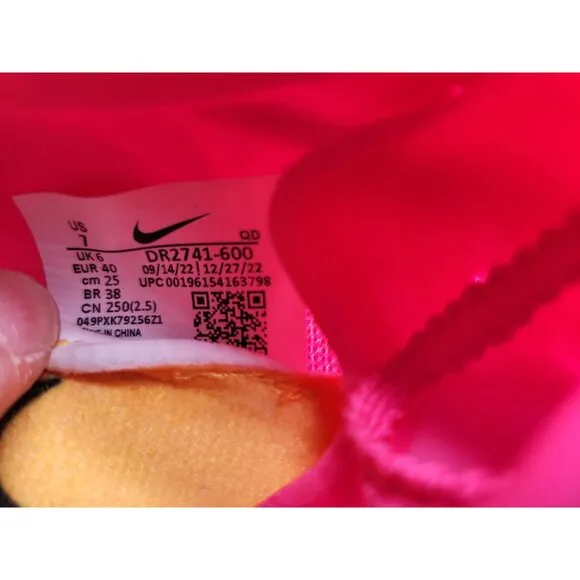 US
7 QD
UK 6 DR2741-600
EUR 40 09/14/22 12/27/22
cm 25 UPC 00196154163798
BR 38
CN 250(2.5)
049PXK79256Z1
IN CHINA